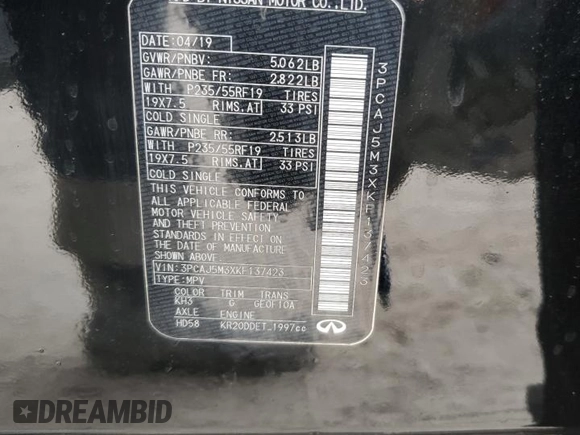 NISSAN MOTOR CO.,LTD.
DATE: 04/19
GVWR/PNBV: 5.062LB
GAWR/PNBE FR: 2.822LB
WITH P235/55RF19 TIRES
19X7.5 RIMS.AT 33 PSI
COLD SINGLE
GAWR/PNBE RR: 2.513LB
WITH P235/55RF19 TIRES
19X7.5 RIMS.AT 33 PSI
COLD SINGLE
THIS VEHICLE CONFORMS TO
ALL APPLICABLE FEDERAL
MOTOR VEHICLE SAFETY
AND THEFT PREVENTION
STANDARDS IN EFFECT ON
THE DATE OF MANUFACTURE
SHOWN ABOVE
VIN: 3PCAJ5M3XKF137423
TYPE: MPV
COLOR TRIM TRANS
KH3 G GE0F10A
AXLE ENGINE
HD58 KR20DDET 1997cc
3PCAJ5M3XKF137423
INFINITI
DREAMBID